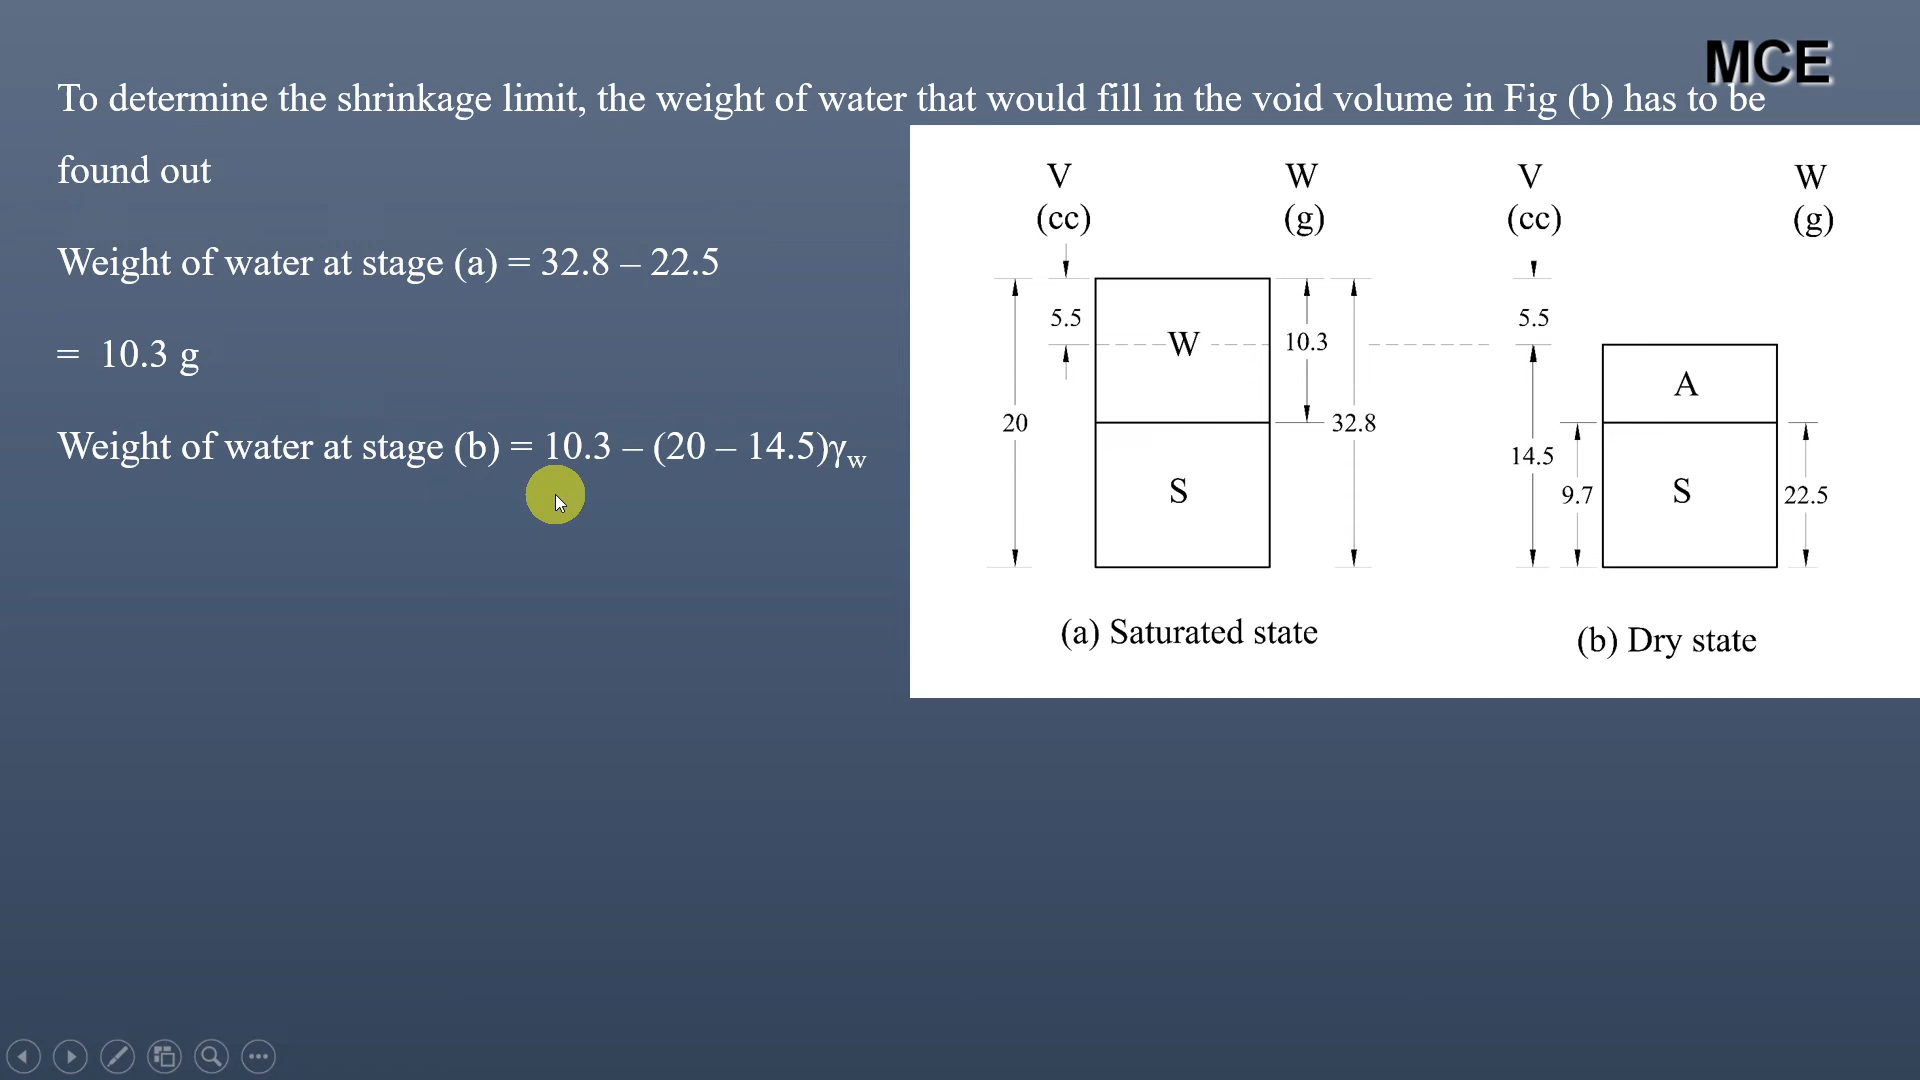 MCE
To determine the shrinkage limit, the weight of water that would fill in the void volume in Fig (b) has to be
found out
Weight of water at stage (a) = 32.8 – 22.5
= 10.3 g
Weight of water at stage (b) = 10.3 – (20 – 14.5)γw
V W V W
(cc) (g) (cc) (g)
5.5 5.5
W 10.3
A
20 32.8
14.5
S 9.7 S 22.5
(a) Saturated state
(b) Dry state